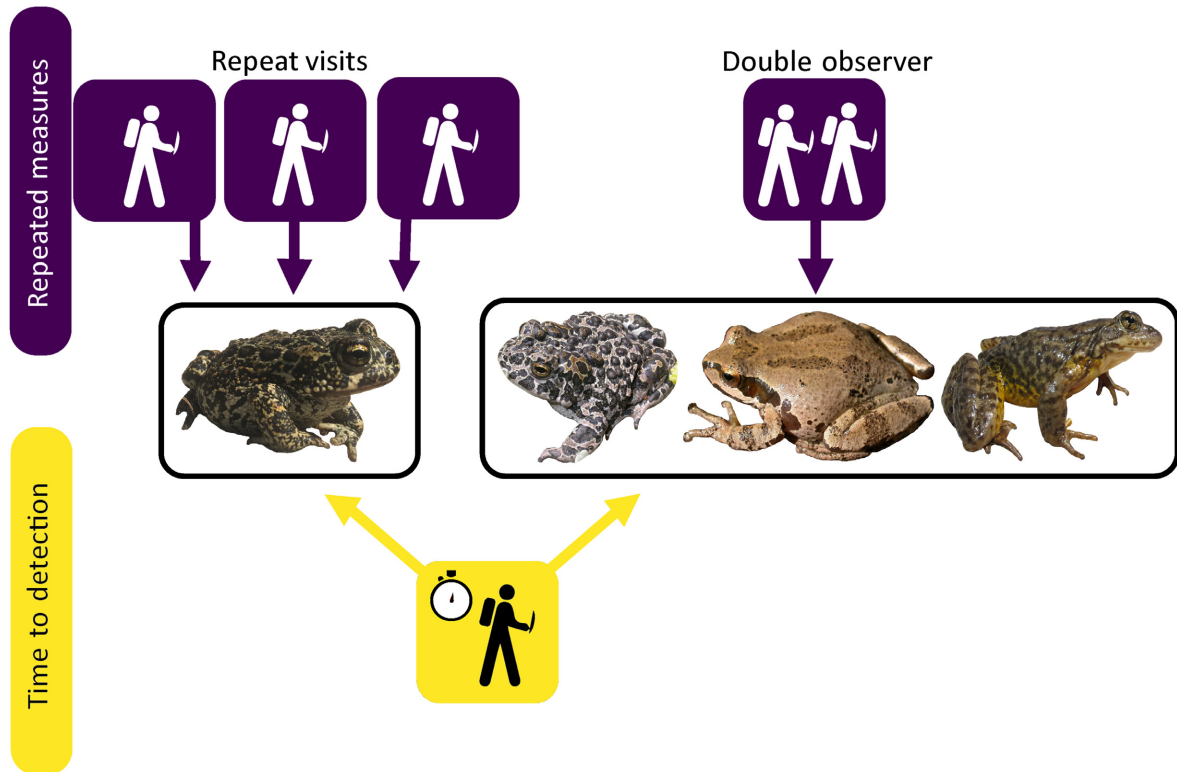 Repeated measures
Repeat visits
Double observer
Time to detection